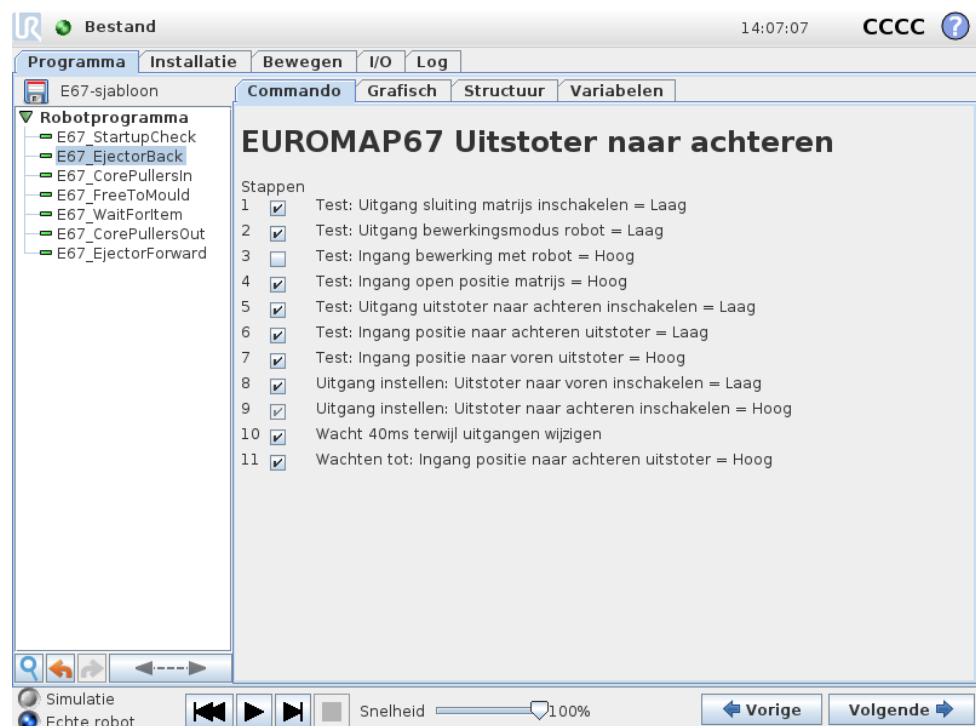 UR Bestand 14:07:07 CCCC ?
Programma Installatie Bewegen I/O Log
E67-sjabloon
Commando Grafisch Structuur Variabelen
Robotprogramma
E67_StartupCheck
E67_EjectorBack
E67_CorePullersIn
E67_FreeToMould
E67_WaitForItem
E67_CorePullersOut
E67_EjectorForward
EUROMAP67 Uitstoter naar achteren
Stappen
1 Test: Uitgang sluiting matrijs inschakelen = Laag
2 Test: Uitgang bewerkingsmodus robot = Laag
3 Test: Ingang bewerking met robot = Hoog
4 Test: Ingang open positie matrijs = Hoog
5 Test: Uitgang uitstoter naar achteren inschakelen = Laag
6 Test: Ingang positie naar achteren uitstoter = Laag
7 Test: Ingang positie naar voren uitstoter = Hoog
8 Uitgang instellen: Uitstoter naar voren inschakelen = Laag
9 Uitgang instellen: Uitstoter naar achteren inschakelen = Hoog
10 Wacht 40ms terwijl uitgangen wijzigen
11 Wachten tot: Ingang positie naar achteren uitstoter = Hoog
Simulatie
Echte robot
Snelheid 100%
Vorige
Volgende